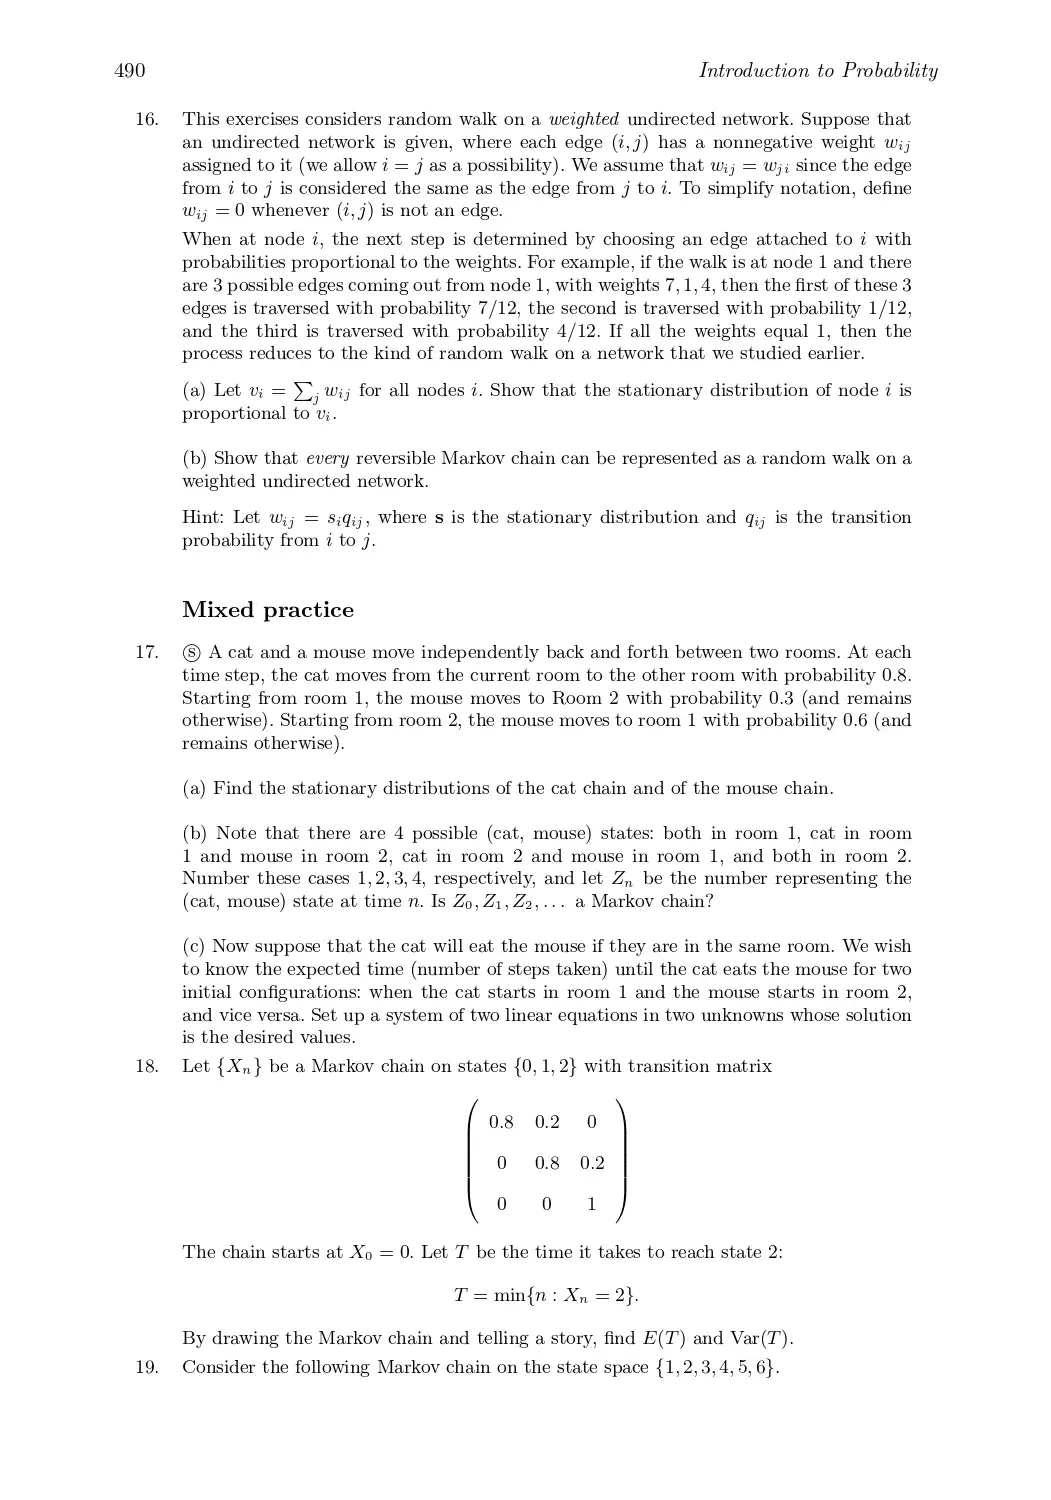 490
Introduction to Probability
16. This exercises considers random walk on a weighted undirected network. Suppose that
an undirected network is given, where each edge (i, j) has a nonnegative weight w_{ij}
assigned to it (we allow i = j as a possibility). We assume that w_{ij} = w_{ji} since the edge
from i to j is considered the same as the edge from j to i. To simplify notation, define
w_{ij} = 0 whenever (i, j) is not an edge.
When at node i, the next step is determined by choosing an edge attached to i with
probabilities proportional to the weights. For example, if the walk is at node 1 and there
are 3 possible edges coming out from node 1, with weights 7, 1, 4, then the first of these 3
edges is traversed with probability 7/12, the second is traversed with probability 1/12,
and the third is traversed with probability 4/12. If all the weights equal 1, then the
process reduces to the kind of random walk on a network that we studied earlier.
(a) Let v_i = ∑_j w_{ij} for all nodes i. Show that the stationary distribution of node i is
proportional to v_i.
(b) Show that every reversible Markov chain can be represented as a random walk on a
weighted undirected network.
Hint: Let w_{ij} = s_i q_{ij}, where s is the stationary distribution and q_{ij} is the transition
probability from i to j.
Mixed practice
17. Ⓢ A cat and a mouse move independently back and forth between two rooms. At each
time step, the cat moves from the current room to the other room with probability 0.8.
Starting from room 1, the mouse moves to Room 2 with probability 0.3 (and remains
otherwise). Starting from room 2, the mouse moves to room 1 with probability 0.6 (and
remains otherwise).
(a) Find the stationary distributions of the cat chain and of the mouse chain.
(b) Note that there are 4 possible (cat, mouse) states: both in room 1, cat in room
1 and mouse in room 2, cat in room 2 and mouse in room 1, and both in room 2.
Number these cases 1, 2, 3, 4, respectively, and let Z_n be the number representing the
(cat, mouse) state at time n. Is Z_0, Z_1, Z_2, . . . a Markov chain?
(c) Now suppose that the cat will eat the mouse if they are in the same room. We wish
to know the expected time (number of steps taken) until the cat eats the mouse for two
initial configurations: when the cat starts in room 1 and the mouse starts in room 2,
and vice versa. Set up a system of two linear equations in two unknowns whose solution
is the desired values.
18. Let {X_n} be a Markov chain on states {0, 1, 2} with transition matrix
0.8 0.2 0
0 0.8 0.2
0 0 1
The chain starts at X_0 = 0. Let T be the time it takes to reach state 2:
T = min{n : X_n = 2}.
By drawing the Markov chain and telling a story, find E(T) and Var(T).
19. Consider the following Markov chain on the state space {1, 2, 3, 4, 5, 6}.